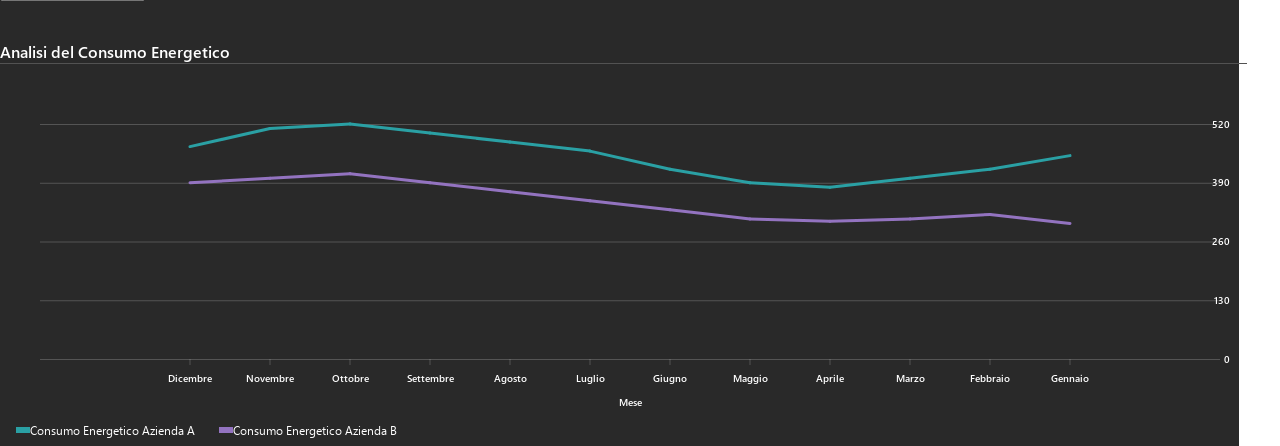 Analisi del Consumo Energetico
520
390
260
130
0
Dicembre Novembre Ottobre Settembre Agosto Luglio Giugno Maggio Aprile Marzo Febbraio Gennaio
Mese
Consumo Energetico Azienda A Consumo Energetico Azienda B